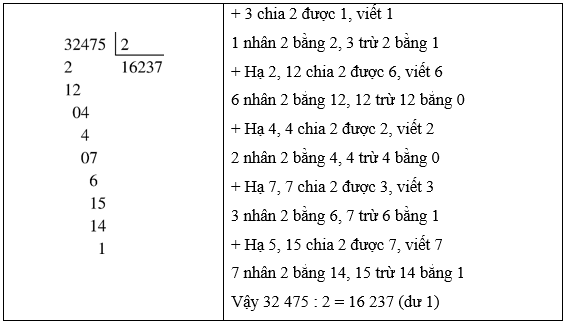 32475 2
2 16237
12
04
4
07
6
15
14
1
+ 3 chia 2 được 1, viết 1
1 nhân 2 bằng 2, 3 trừ 2 bằng 1
+ Hạ 2, 12 chia 2 được 6, viết 6
6 nhân 2 bằng 12, 12 trừ 12 bằng 0
+ Hạ 4, 4 chia 2 được 2, viết 2
2 nhân 2 bằng 4, 4 trừ 4 bằng 0
+ Hạ 7, 7 chia 2 được 3, viết 3
3 nhân 2 bằng 6, 7 trừ 6 bằng 1
+ Hạ 5, 15 chia 2 được 7, viết 7
7 nhân 2 bằng 14, 15 trừ 14 bằng 1
Vậy 32 475 : 2 = 16 237 (dư 1)